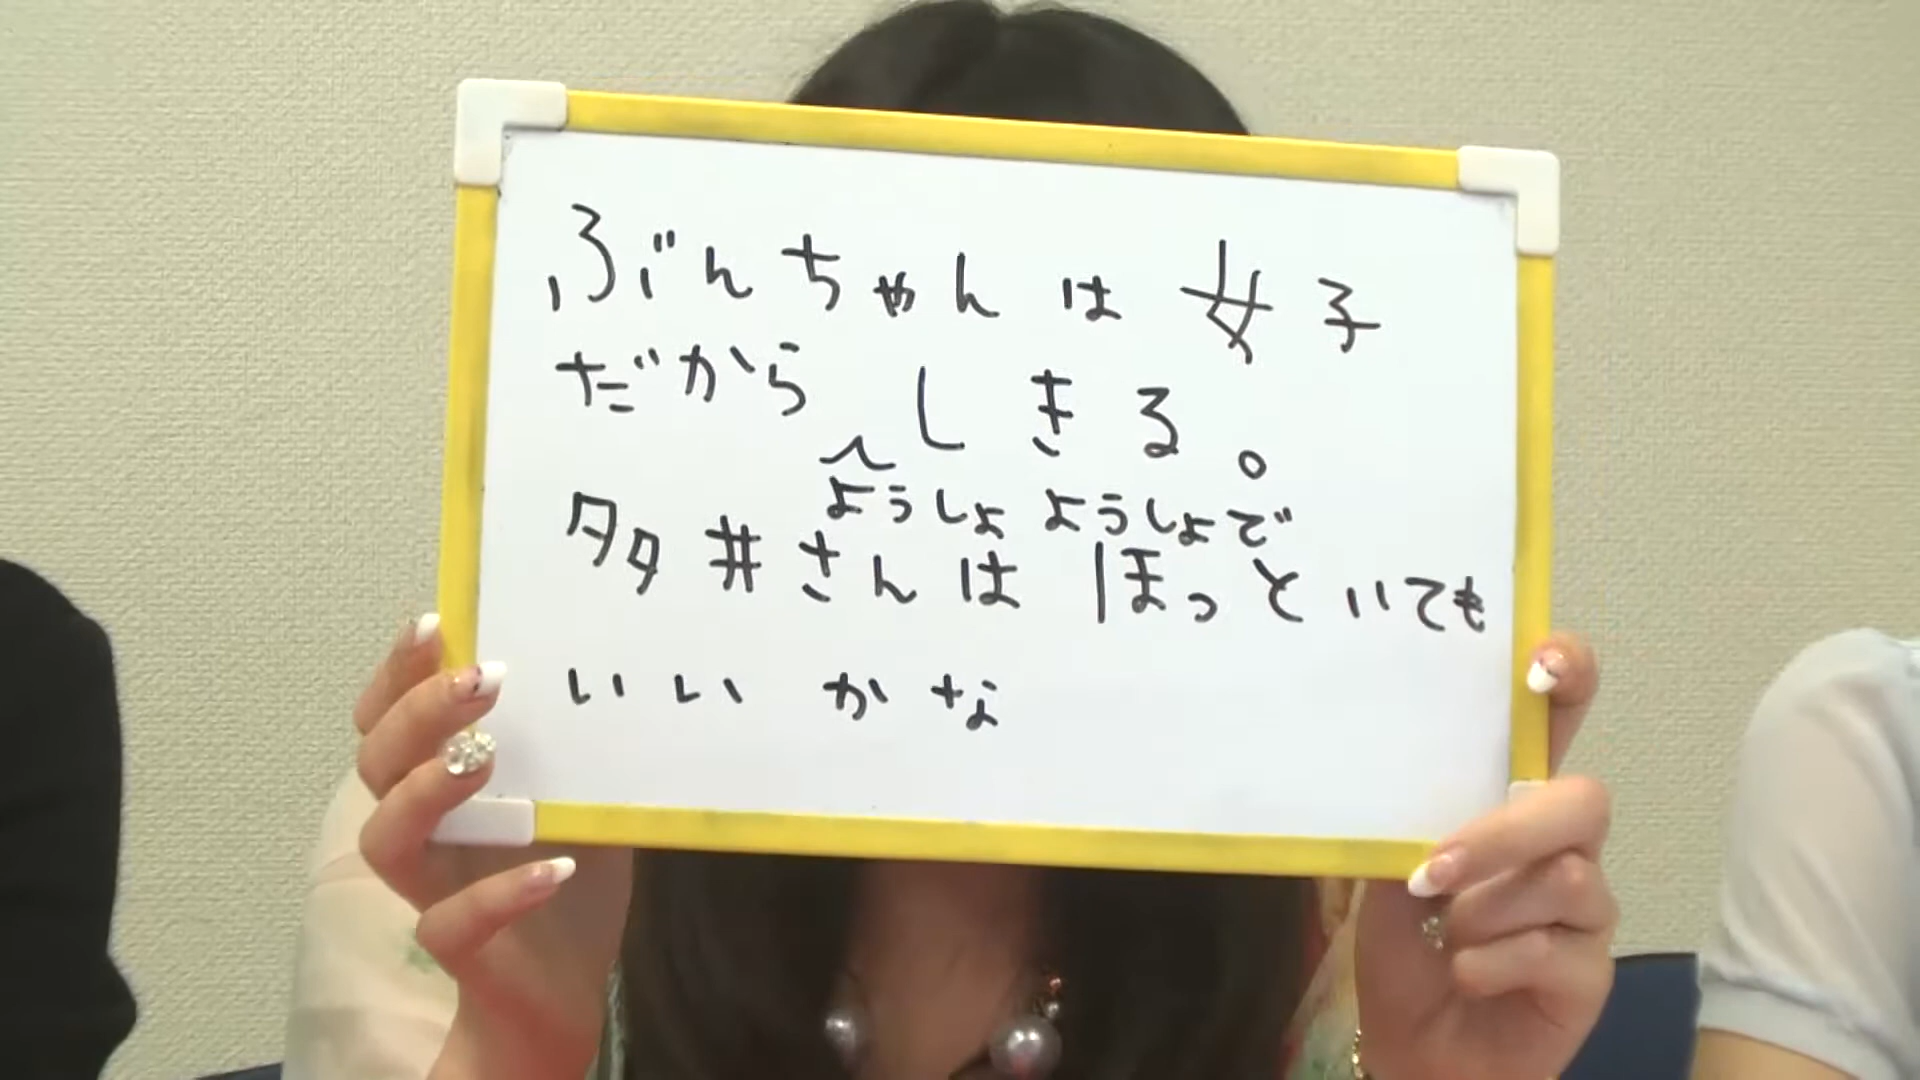 ぶんちゃんは女子
だから しきる。
ようしょ ようしょで
多井さんは ほっといても
いい かな